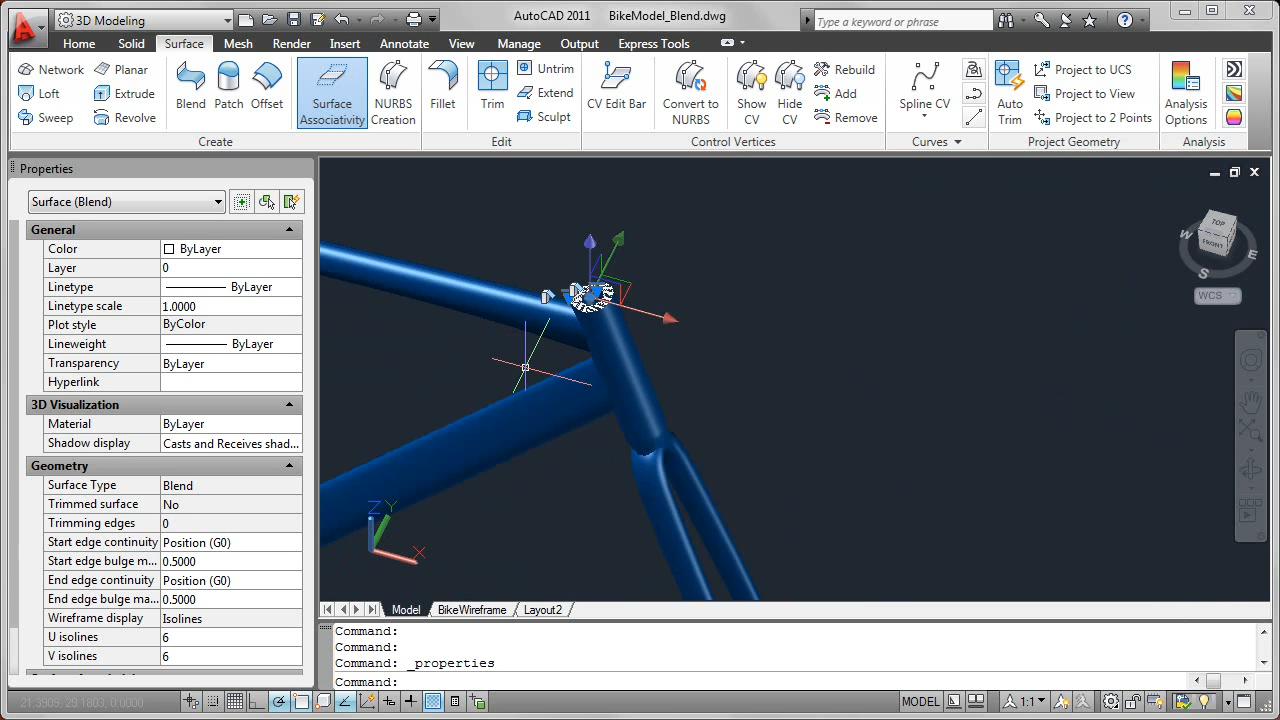 3D Modeling
AutoCAD 2011 BikeModel_Blend.dwg
Type a keyword or phrase
Home Solid Surface Mesh Render Insert Annotate View Manage Output Express Tools
Network Planar
Loft Extrude
Sweep Revolve
Blend Patch Offset
Surface Associativity
NURBS Creation
Fillet
Trim
Untrim
Extend
Sculpt
CV Edit Bar
Convert to NURBS
Show CV
Hide CV
Rebuild
Add
Remove
Spline CV
Auto Trim
Project to UCS
Project to View
Project to 2 Points
Analysis Options
Create Edit Control Vertices Curves Project Geometry Analysis
Properties
Surface (Blend)
General
Color ByLayer
Layer 0
Linetype ByLayer
Linetype scale 1.0000
Plot style ByColor
Lineweight ByLayer
Transparency ByLayer
Hyperlink
3D Visualization
Material ByLayer
Shadow display Casts and Receives shad...
Geometry
Surface Type Blend
Trimmed surface No
Trimming edges 0
Start edge continuity Position (G0)
Start edge bulge m... 0.5000
End edge continuity Position (G0)
End edge bulge ma... 0.5000
Wireframe display Isolines
U isolines 6
V isolines 6
TOP
FRONT
W E
S
WCS
Z Y
X
Model BikeWireframe Layout2
Command:
Command:
Command: _properties
Command:
21.3909, 29.1803, 0.0000
MODEL 1:1